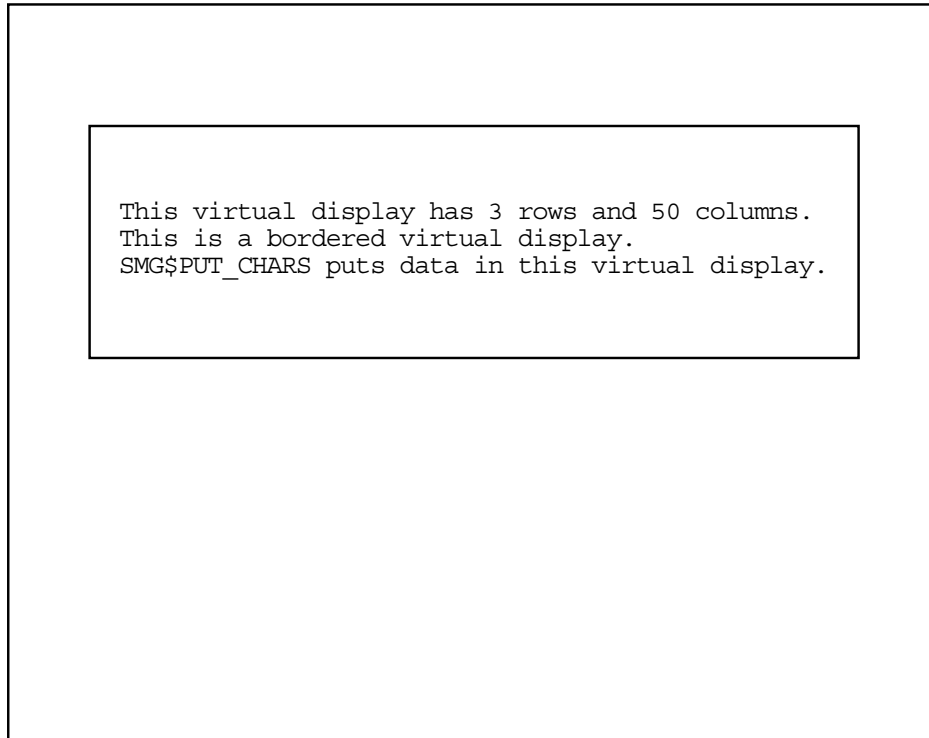 This virtual display has 3 rows and 50 columns.
This is a bordered virtual display.
SMG$PUT_CHARS puts data in this virtual display.